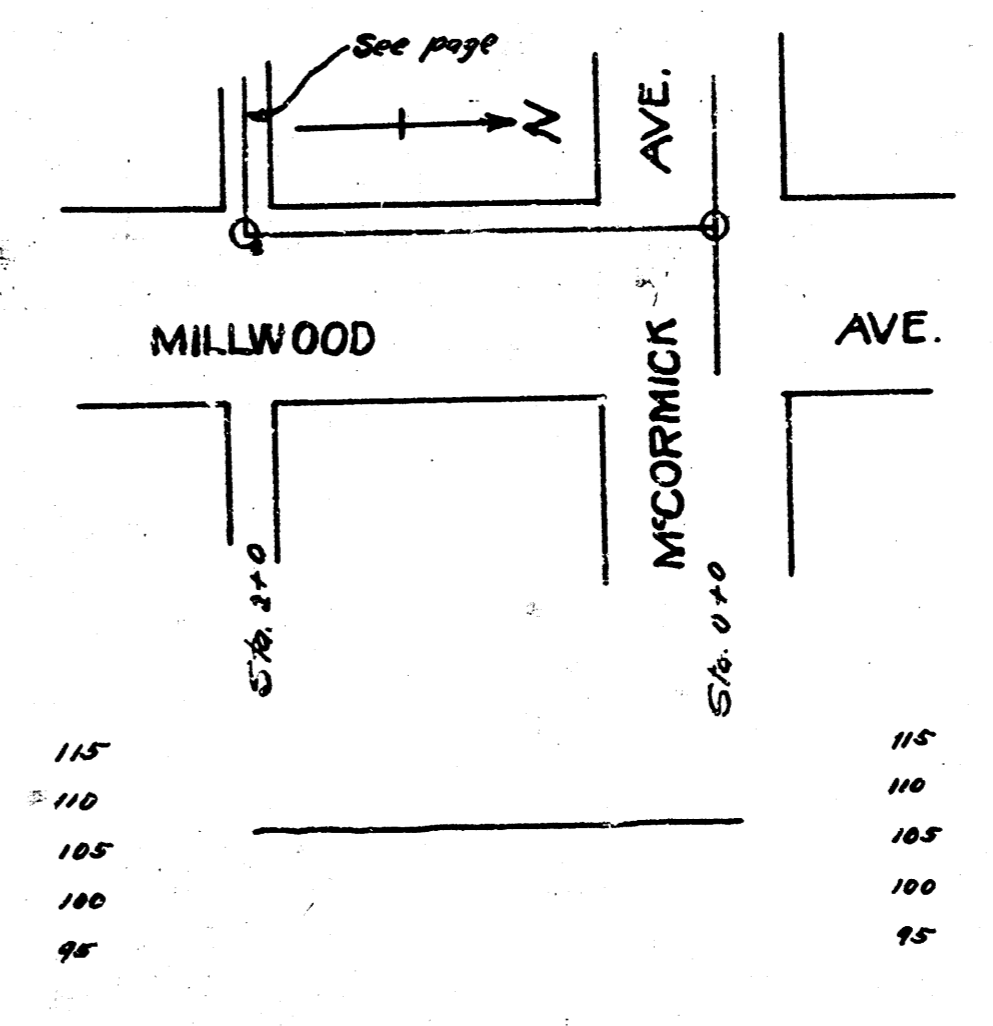 See page
N
AVE.
MILLWOOD
AVE.
McCORMICK
Sta. 2+0
Sta. 0+0
115
115
110
110
105
105
100
100
95
95